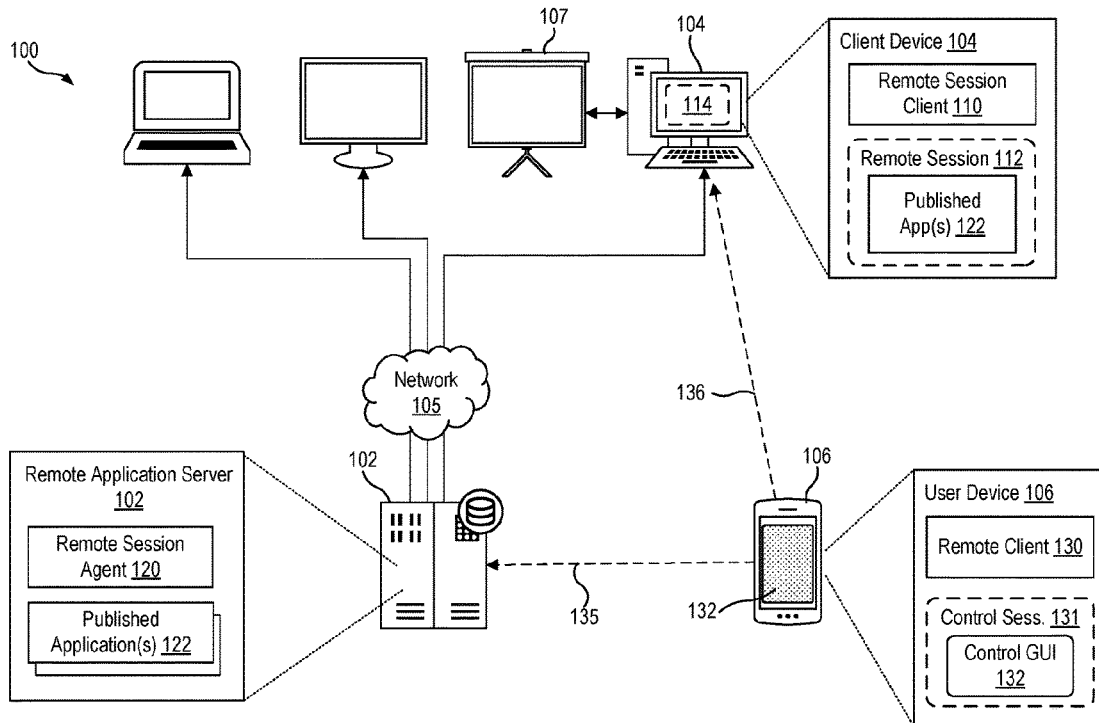 107
104
100
114
Client Device 104
Remote Session
Client 110
Remote Session 112
Published
App(s) 122
Network
105
136
102
106
Remote Application Server
102
Remote Session
Agent 120
Published
Application(s) 122
135
132
User Device 106
Remote Client 130
Control Sess. 131
Control GUI
132